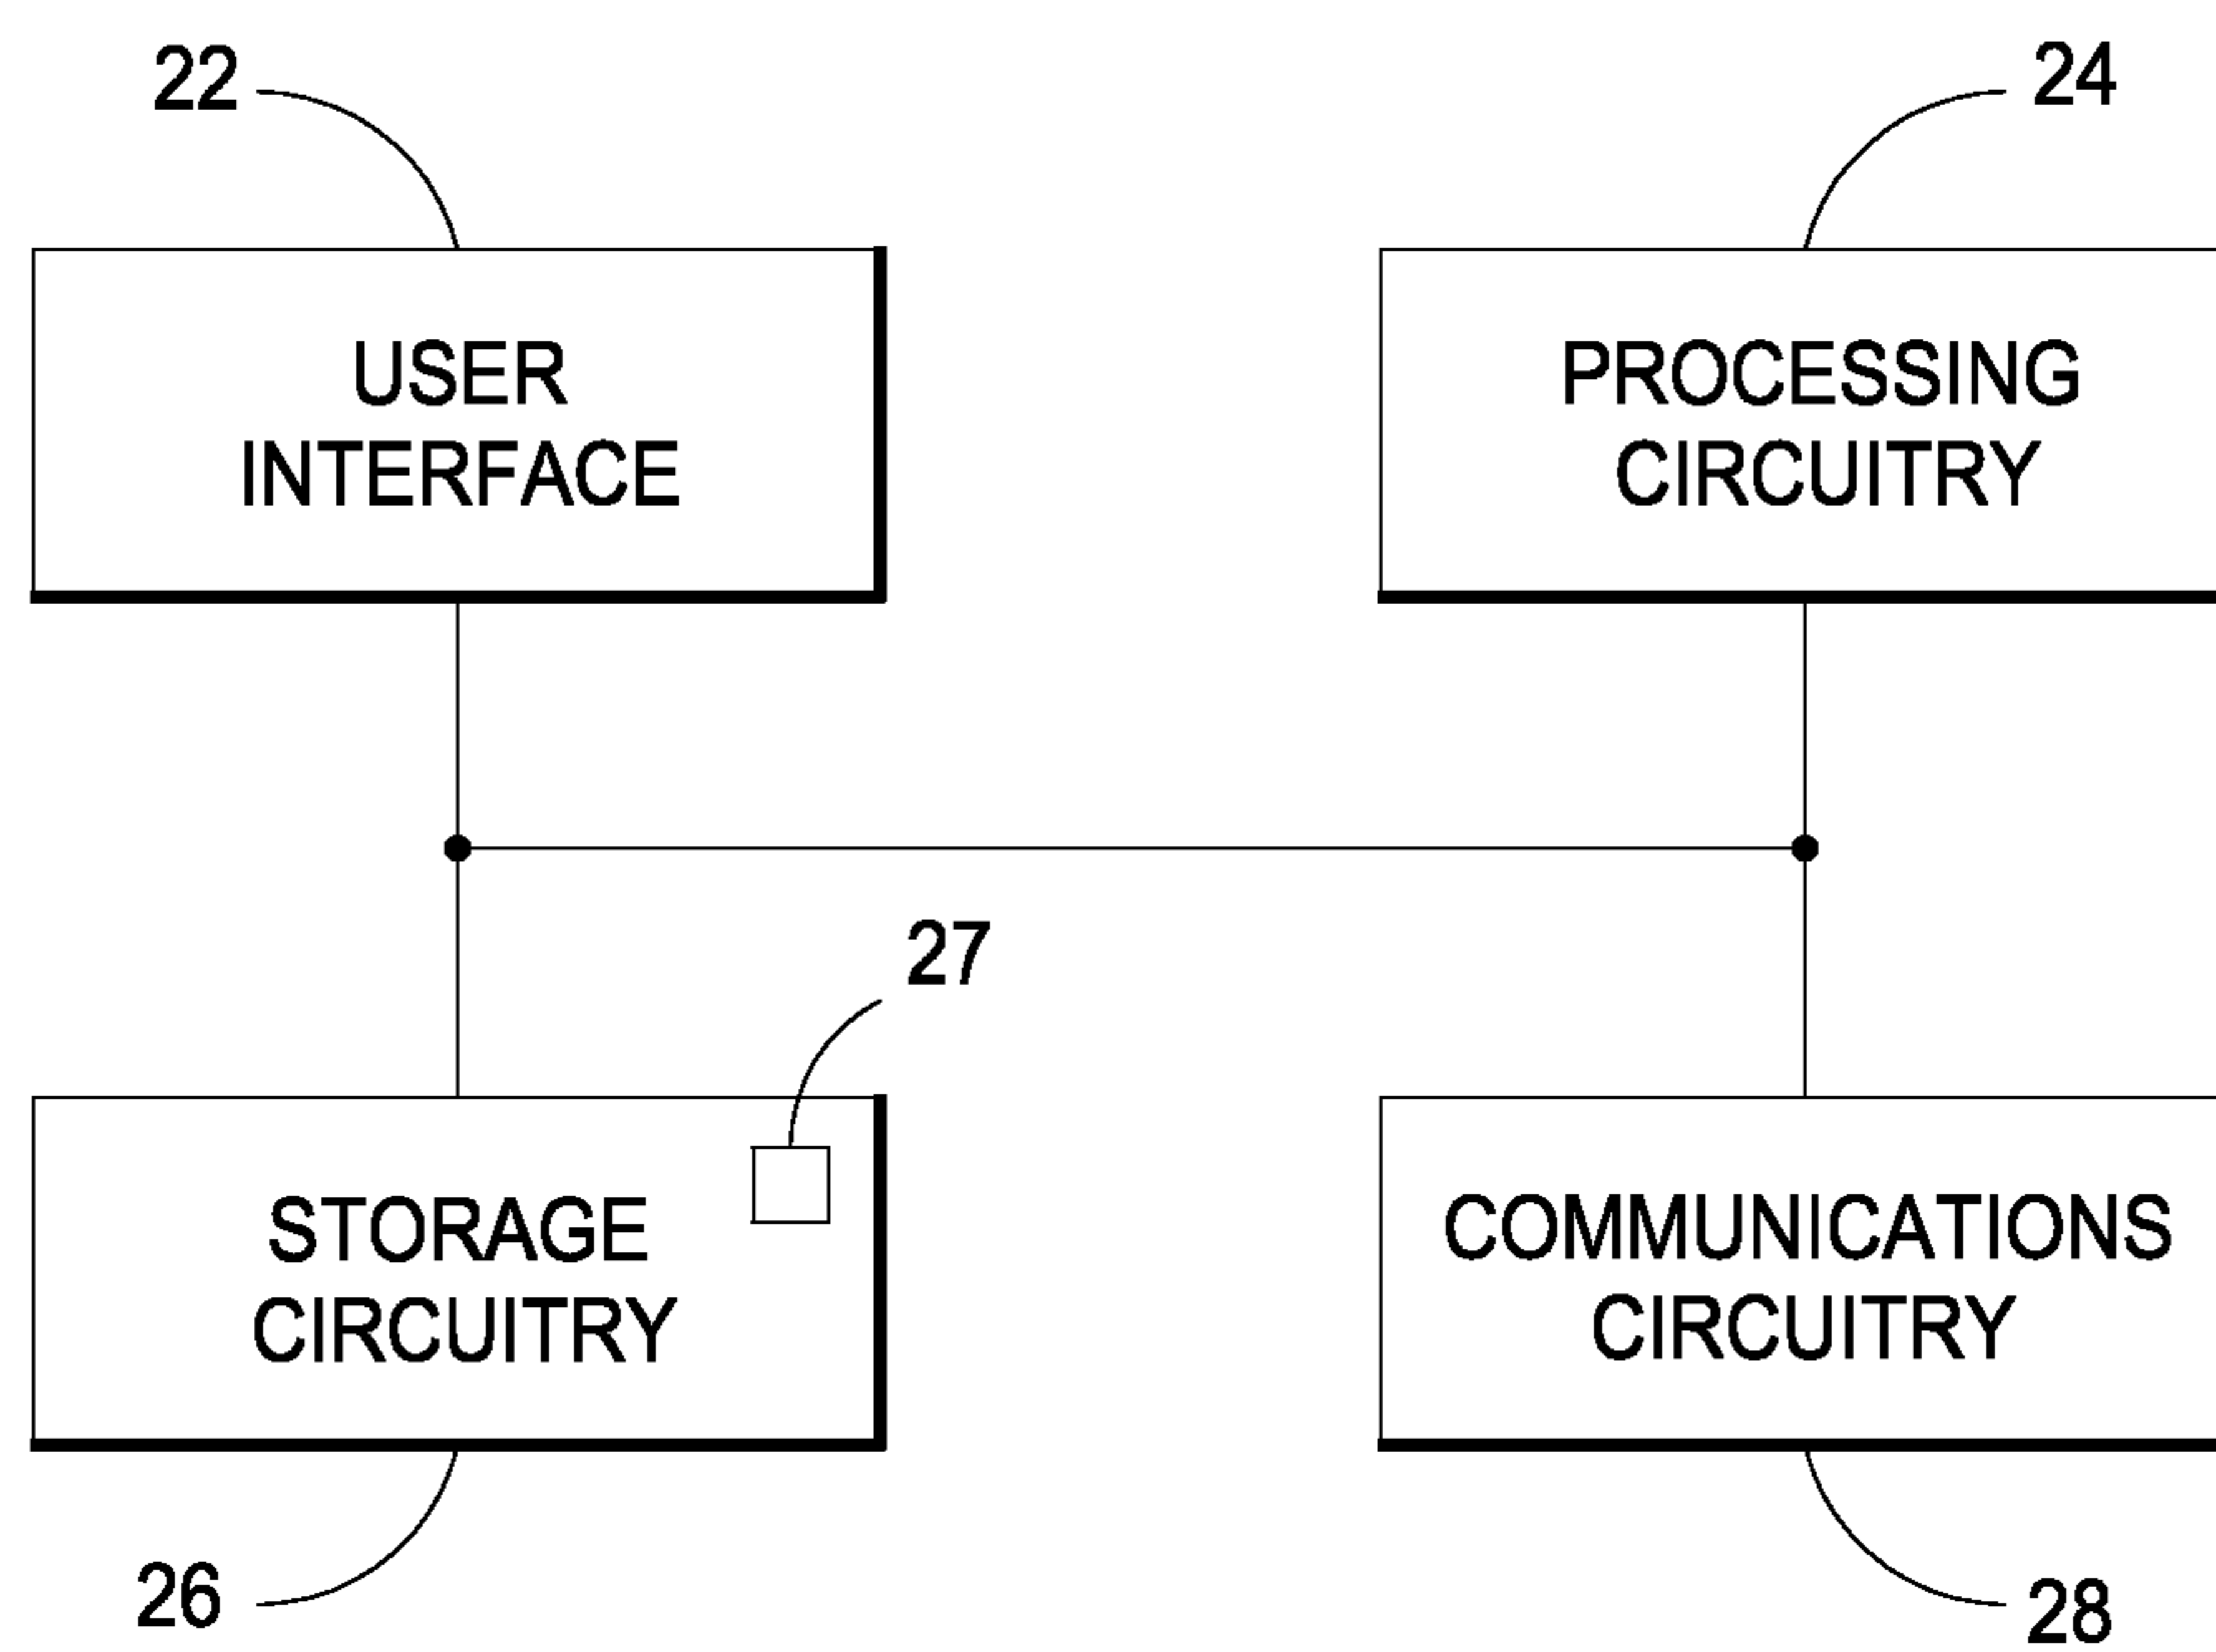 22
24
USER
INTERFACE
PROCESSING
CIRCUITRY
27
STORAGE
CIRCUITRY
COMMUNICATIONS
CIRCUITRY
26
28